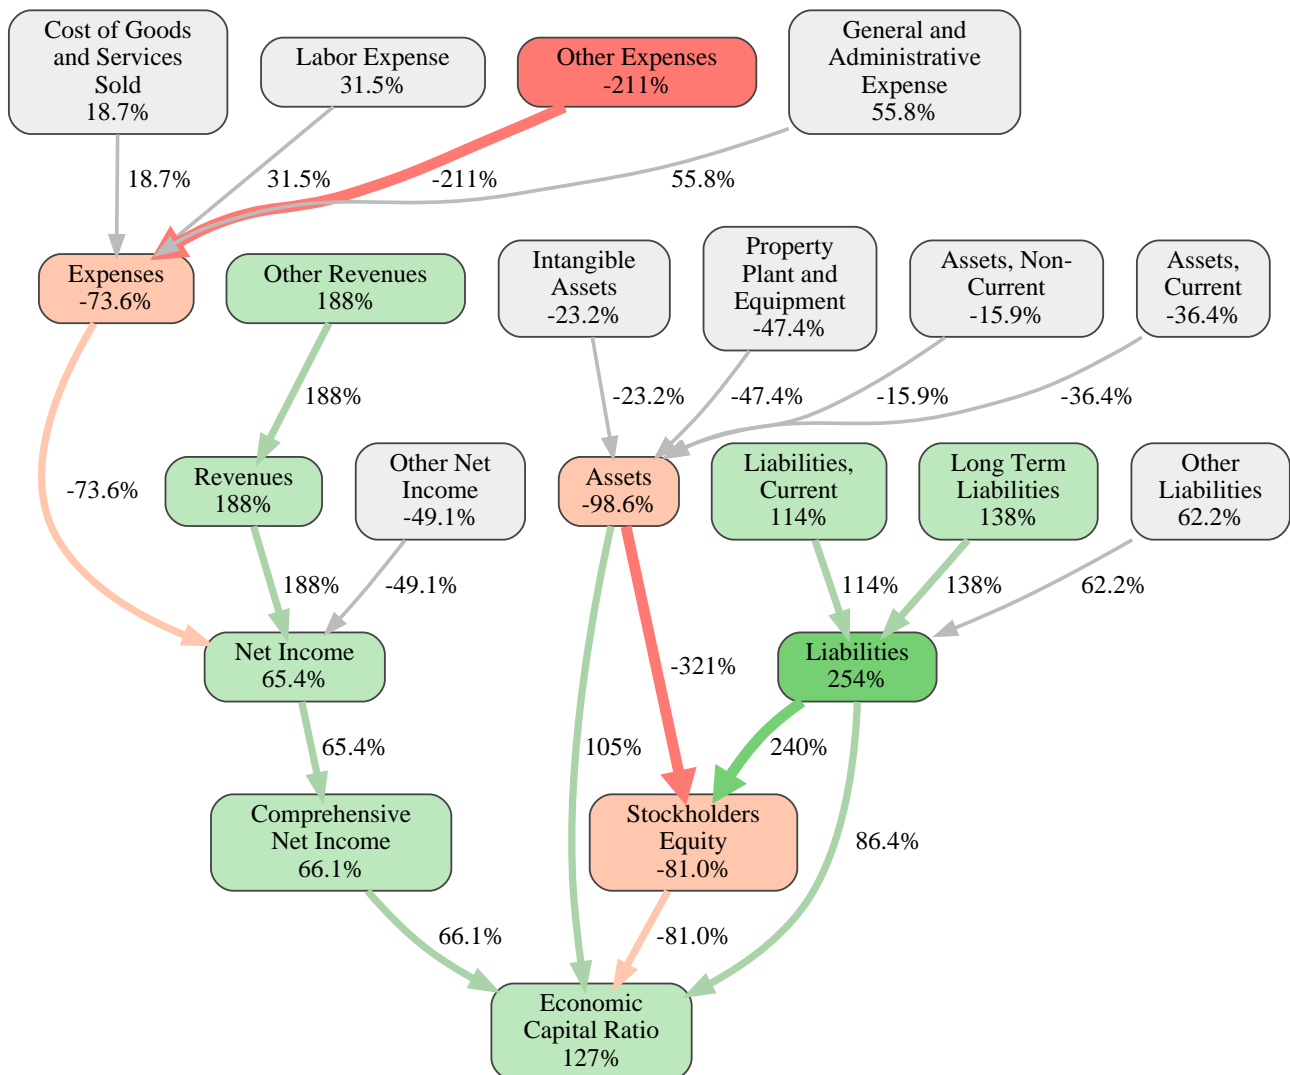 Cost of Goods
and Services
Sold
18.7%
Labor Expense
31.5%
Other Expenses
-211%
General and
Administrative
Expense
55.8%
18.7%
31.5%
-211%
55.8%
Expenses
-73.6%
Other Revenues
188%
Intangible
Assets
-23.2%
Property
Plant and
Equipment
-47.4%
Assets, Non-
Current
-15.9%
Assets,
Current
-36.4%
188%
-23.2%
-47.4%
-15.9%
-36.4%
-73.6%
Revenues
188%
Other Net
Income
-49.1%
Assets
-98.6%
Liabilities,
Current
114%
Long Term
Liabilities
138%
Other
Liabilities
62.2%
188%
-49.1%
114%
138%
62.2%
Net Income
65.4%
-321%
Liabilities
254%
65.4%
105%
240%
Comprehensive
Net Income
66.1%
Stockholders
Equity
-81.0%
86.4%
66.1%
-81.0%
Economic
Capital Ratio
127%